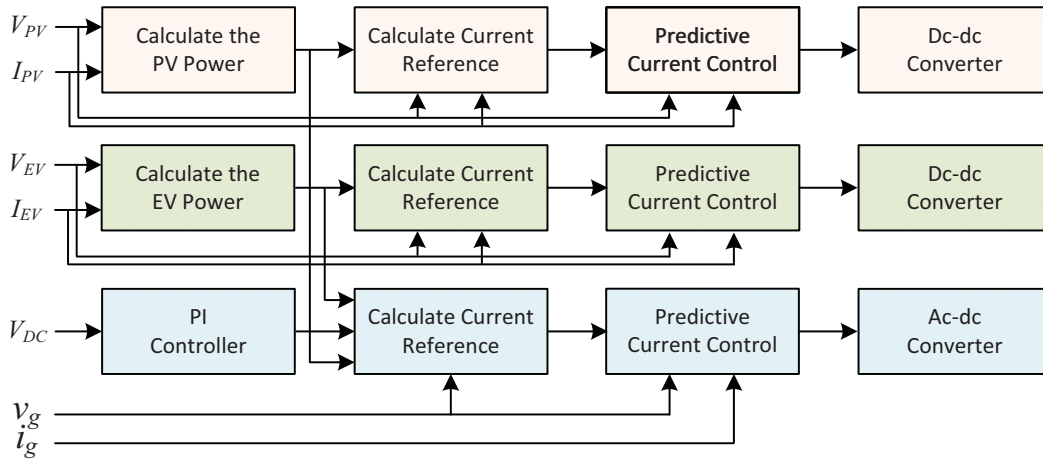 V_PV
I_PV
Calculate the
PV Power
Calculate Current
Reference
Predictive
Current Control
Dc-dc
Converter
V_EV
I_EV
Calculate the
EV Power
Calculate Current
Reference
Predictive
Current Control
Dc-dc
Converter
V_DC
PI
Controller
Calculate Current
Reference
Predictive
Current Control
Ac-dc
Converter
v_g
i_g